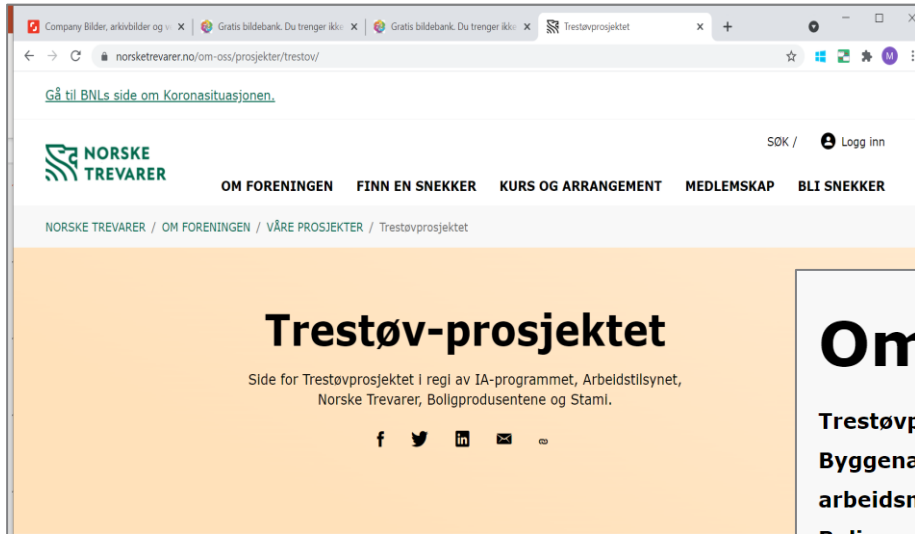 Company Bilder, arkivbilder og v
Gratis bildebank. Du trenger ikke
Gratis bildebank. Du trenger ikke
Trestøvprosjektet
norsketrevarer.no/om-oss/prosjekter/trestov/
M
Gå til BNLs side om Koronasituasjonen.
SØK /
Logg inn
NORSKE
TREVARER
OM FORENINGEN FINN EN SNEKKER KURS OG ARRANGEMENT MEDLEMSKAP BLI SNEKKER
NORSKE TREVARER / OM FORENINGEN / VÅRE PROSJEKTER / Trestøvprosjektet
Trestøv-prosjektet
Side for Trestøvprosjektet i regi av IA-programmet, Arbeidstilsynet,
Norske Trevarer, Boligprodusentene og Stami.
Om
Trestøvp
Byggena
arbeidsn